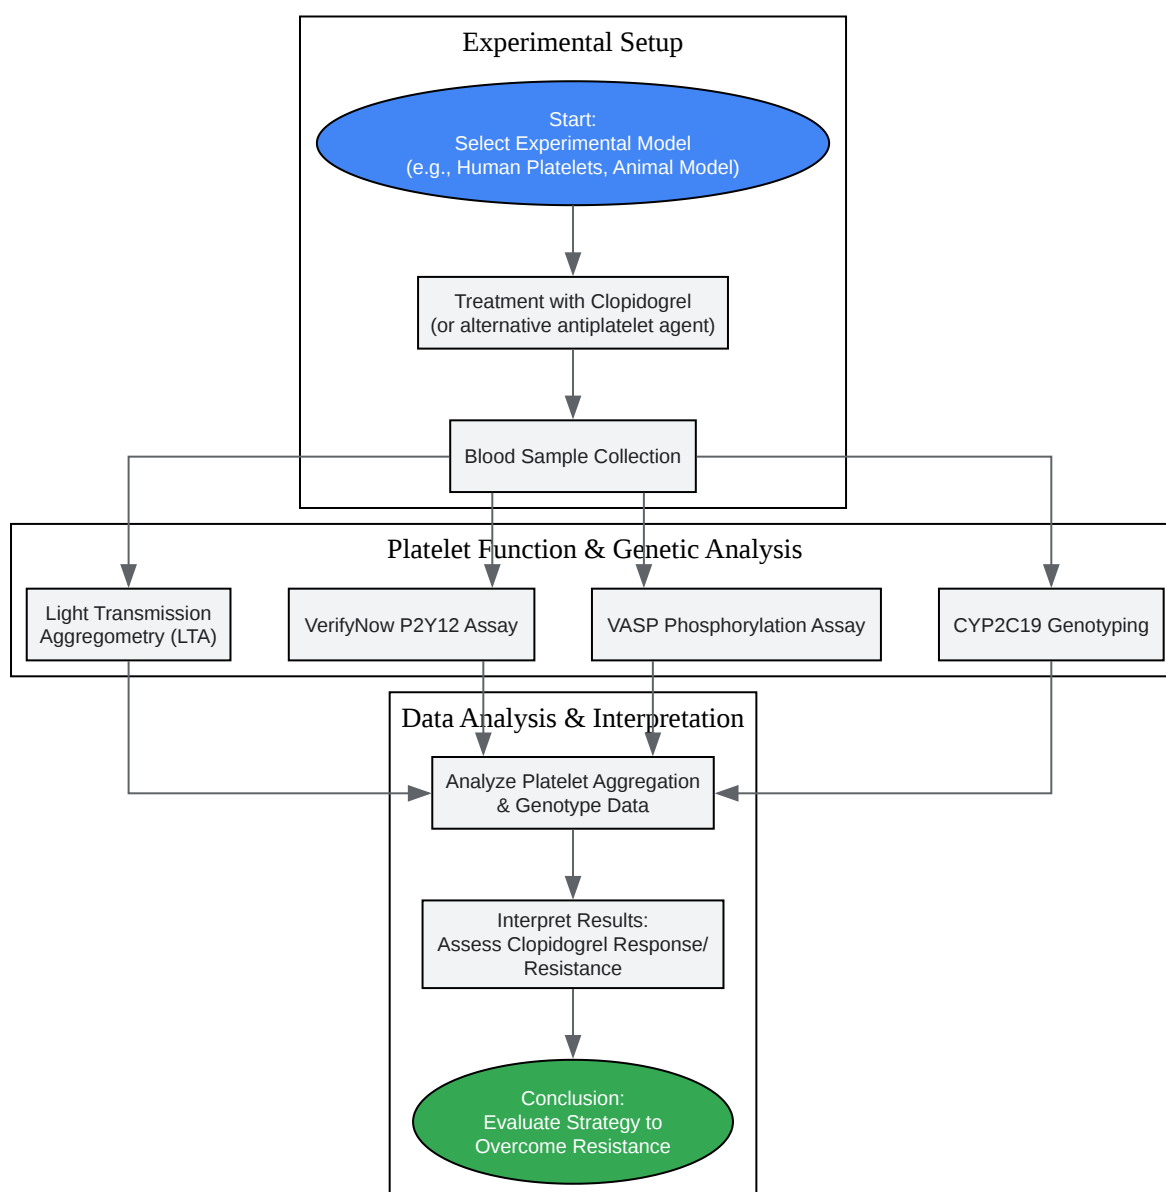 Experimental Setup
Start:
Select Experimental Model
(e.g., Human Platelets, Animal Model)
Treatment with Clopidogrel
(or alternative antiplatelet agent)
Blood Sample Collection
Platelet Function & Genetic Analysis
Light Transmission
Aggregometry (LTA)
VerifyNow P2Y12 Assay
VASP Phosphorylation Assay
CYP2C19 Genotyping
Data Analysis & Interpretation
Analyze Platelet Aggregation
& Genotype Data
Interpret Results:
Assess Clopidogrel Response/
Resistance
Conclusion:
Evaluate Strategy to
Overcome Resistance